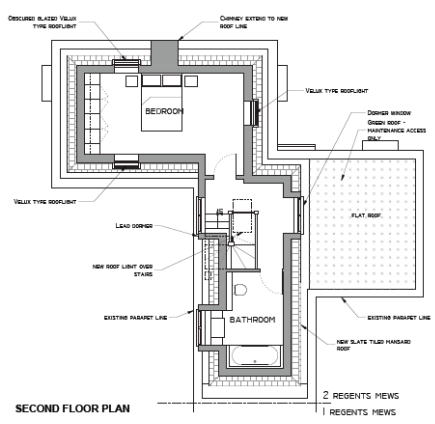 OBSCURED GLAZED VELUX
TYPE ROOFLIGHT
CHIMNEY EXTEND TO NEW
ROOF LINE
VELUX TYPE ROOFLIGHT
BEDROOM
DORMER WINDOW
GREEN ROOF -
MAINTENANCE ACCESS
ONLY
VELUX TYPE ROOFLIGHT
FLAT ROOF
LEAD DORMER
NEW ROOF LIGHT OVER
STAIRS
EXISTING PARAPET LINE
BATHROOM
EXISTING PARAPET LINE
NEW SLATE TILED MANSARD
ROOF
2 REGENTS MEWS
1 REGENTS MEWS
SECOND FLOOR PLAN